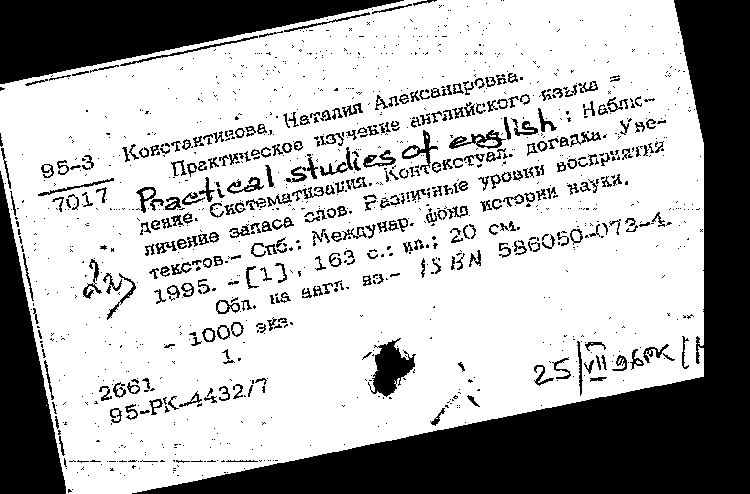 Константинова, Наталия Александровна.
95-3 Практическое изучение английского языка =
7017 Practical studies of english : Наблю-
дение. Систематизация. Контекстуал. догадка. Уве-
личение запаса слов. Различные уровни восприятия
текстов.- Спб.: Междунар. фонд истории науки,
1995. -[1], 163 с.: ил.; 20 см.
Обл. на англ. яз.- ISBN 586050-073-4.
- 1000 экз.
1.
2661
95-РК-4432/7
25/VII 96РК